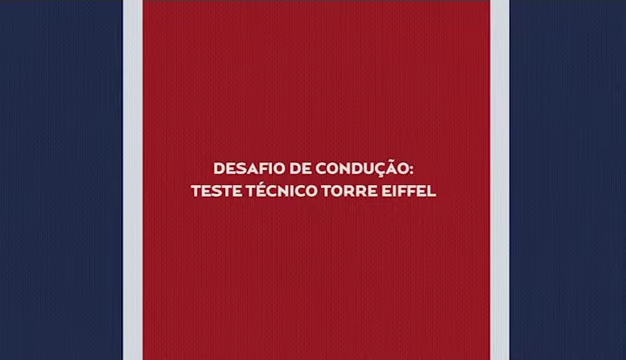 DESAFIO DE CONDUÇÃO:
TESTE TÉCNICO TORRE EIFFEL